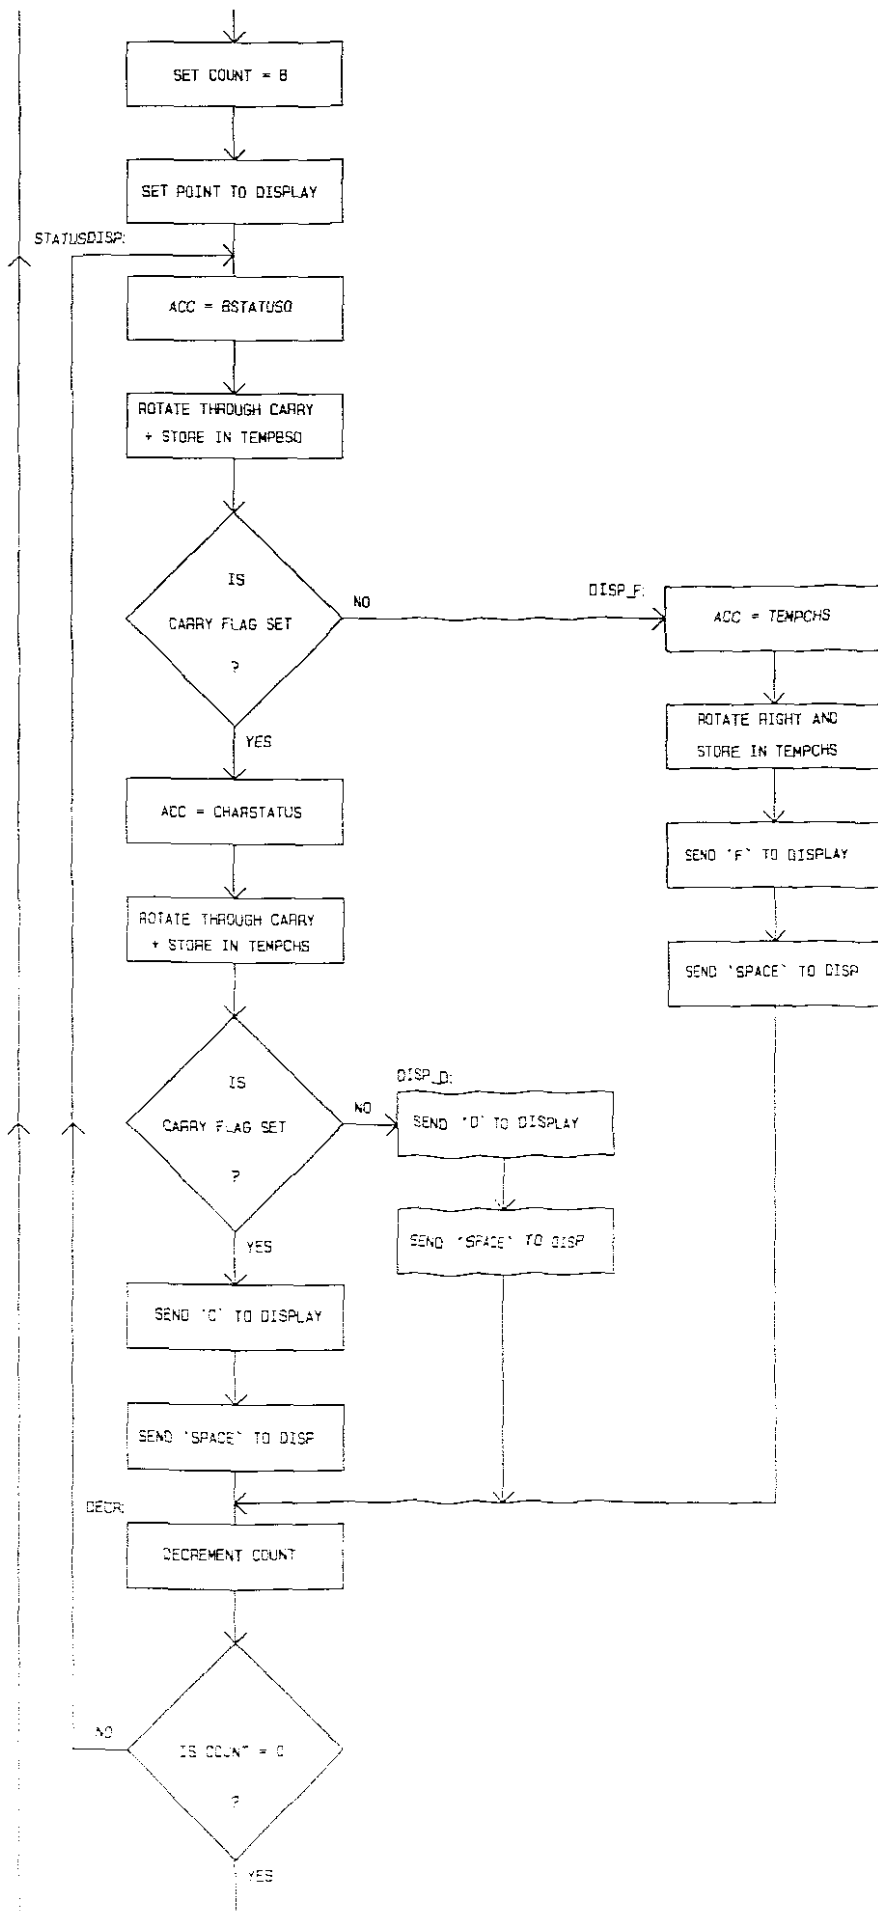 SET COUNT = 8
SET POINT TO DISPLAY
STATUSDISP:
ACC = BSTATUSO
ROTATE THROUGH CARRY
+ STORE IN TEMPBSO
IS
CARRY FLAG SET
?
NO
YES
DISP_F:
ACC = TEMPCHS
ROTATE RIGHT AND
STORE IN TEMPCHS
SEND 'F' TO DISPLAY
SEND 'SPACE' TO DISP
ACC = CHARSTATUS
ROTATE THROUGH CARRY
+ STORE IN TEMPCHS
IS
CARRY FLAG SET
?
NO
YES
DISP_D:
SEND 'D' TO DISPLAY
SEND 'SPACE' TO DISP
SEND 'C' TO DISPLAY
SEND 'SPACE' TO DISP
DECR:
DECREMENT COUNT
NO
IS COUNT = 0
?
YES